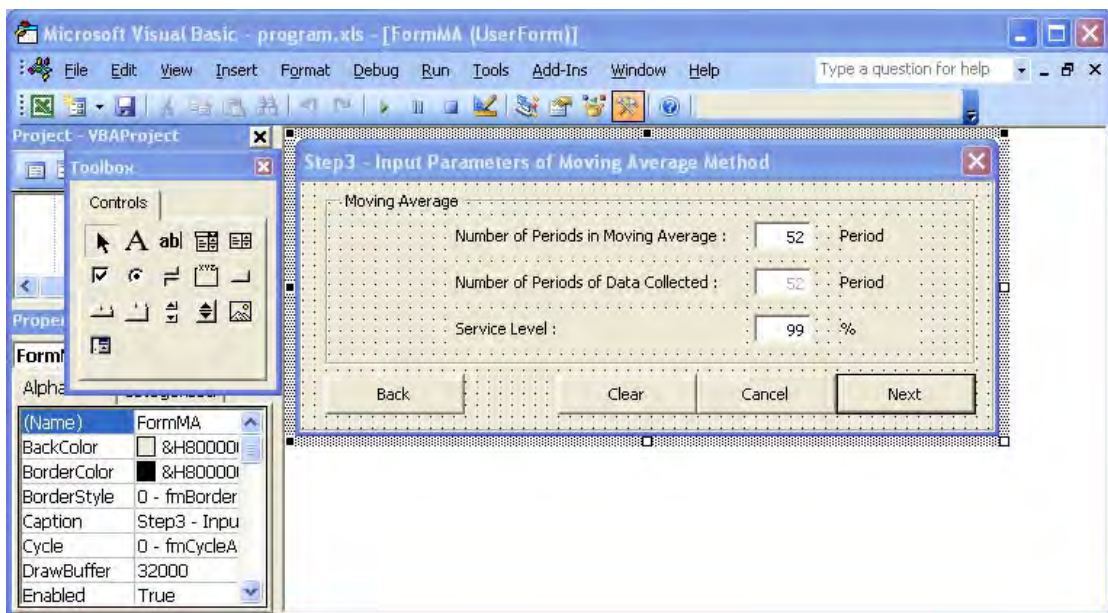 Microsoft Visual Basic - program.xls - [FormMA (UserForm)]
File Edit View Insert Format Debug Run Tools Add-Ins Window Help Type a question for help
Project - VBAProject
Toolbox
Controls
A ab| XYZ
Step3 - Input Parameters of Moving Average Method
Moving Average
Number of Periods in Moving Average : 52 Period
Number of Periods of Data Collected : 52 Period
Service Level : 99 %
Back Clear Cancel Next
(Name) FormMA
BackColor &H80000
BorderColor &H80000
BorderStyle 0 - fmBorder
Caption Step3 - Inpu
Cycle 0 - fmCycleA
DrawBuffer 32000
Enabled True